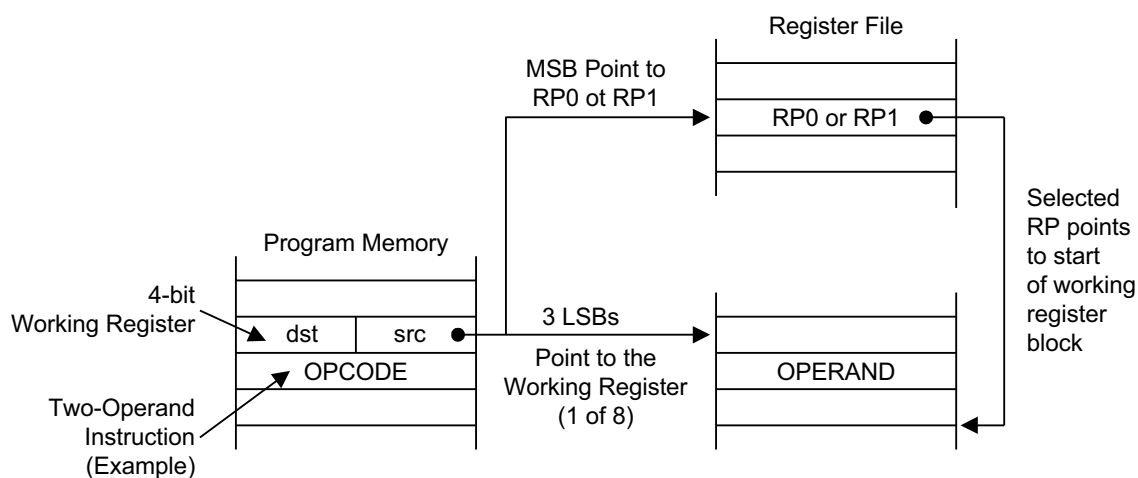 Register File
MSB Point to
RP0 ot RP1
RP0 or RP1
Selected
RP points
to start
of working
register
block
Program Memory
4-bit
Working Register
dst
src
3 LSBs
Point to the
Working Register
(1 of 8)
OPCODE
OPERAND
Two-Operand
Instruction
(Example)